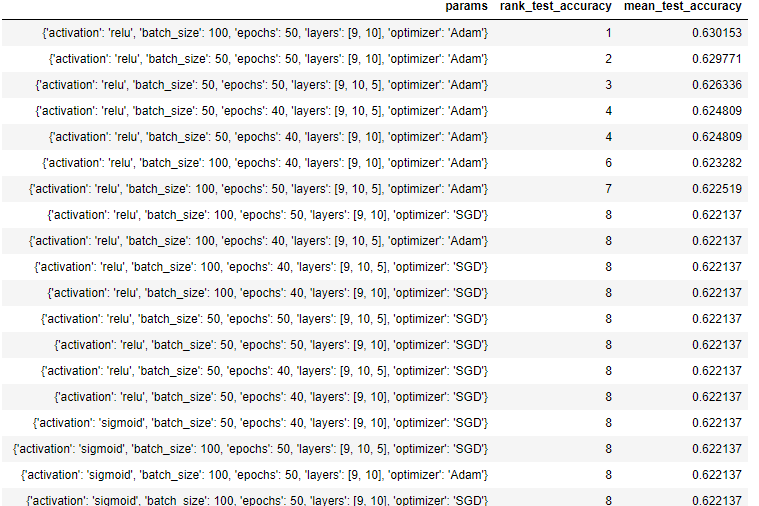 params rank_test_accuracy mean_test_accuracy
{'activation': 'relu', 'batch_size': 100, 'epochs': 50, 'layers': [9, 10], 'optimizer': 'Adam'} 1 0.630153
{'activation': 'relu', 'batch_size': 50, 'epochs': 50, 'layers': [9, 10], 'optimizer': 'Adam'} 2 0.629771
{'activation': 'relu', 'batch_size': 50, 'epochs': 50, 'layers': [9, 10, 5], 'optimizer': 'Adam'} 3 0.626336
{'activation': 'relu', 'batch_size': 50, 'epochs': 40, 'layers': [9, 10, 5], 'optimizer': 'Adam'} 4 0.624809
{'activation': 'relu', 'batch_size': 50, 'epochs': 40, 'layers': [9, 10], 'optimizer': 'Adam'} 4 0.624809
{'activation': 'relu', 'batch_size': 100, 'epochs': 40, 'layers': [9, 10], 'optimizer': 'Adam'} 6 0.623282
{'activation': 'relu', 'batch_size': 100, 'epochs': 50, 'layers': [9, 10, 5], 'optimizer': 'Adam'} 7 0.622519
{'activation': 'relu', 'batch_size': 100, 'epochs': 50, 'layers': [9, 10], 'optimizer': 'SGD'} 8 0.622137
{'activation': 'relu', 'batch_size': 100, 'epochs': 40, 'layers': [9, 10, 5], 'optimizer': 'Adam'} 8 0.622137
{'activation': 'relu', 'batch_size': 100, 'epochs': 40, 'layers': [9, 10, 5], 'optimizer': 'SGD'} 8 0.622137
{'activation': 'relu', 'batch_size': 100, 'epochs': 40, 'layers': [9, 10], 'optimizer': 'SGD'} 8 0.622137
{'activation': 'relu', 'batch_size': 50, 'epochs': 50, 'layers': [9, 10, 5], 'optimizer': 'SGD'} 8 0.622137
{'activation': 'relu', 'batch_size': 50, 'epochs': 50, 'layers': [9, 10], 'optimizer': 'SGD'} 8 0.622137
{'activation': 'relu', 'batch_size': 50, 'epochs': 40, 'layers': [9, 10, 5], 'optimizer': 'SGD'} 8 0.622137
{'activation': 'relu', 'batch_size': 50, 'epochs': 40, 'layers': [9, 10], 'optimizer': 'SGD'} 8 0.622137
{'activation': 'sigmoid', 'batch_size': 50, 'epochs': 40, 'layers': [9, 10], 'optimizer': 'SGD'} 8 0.622137
{'activation': 'sigmoid', 'batch_size': 100, 'epochs': 50, 'layers': [9, 10, 5], 'optimizer': 'SGD'} 8 0.622137
{'activation': 'sigmoid', 'batch_size': 100, 'epochs': 50, 'layers': [9, 10], 'optimizer': 'Adam'} 8 0.622137
{'activation': 'sigmoid', 'batch_size': 100, 'epochs': 50, 'layers': [9, 10], 'optimizer': 'SGD'} 8 0.622137